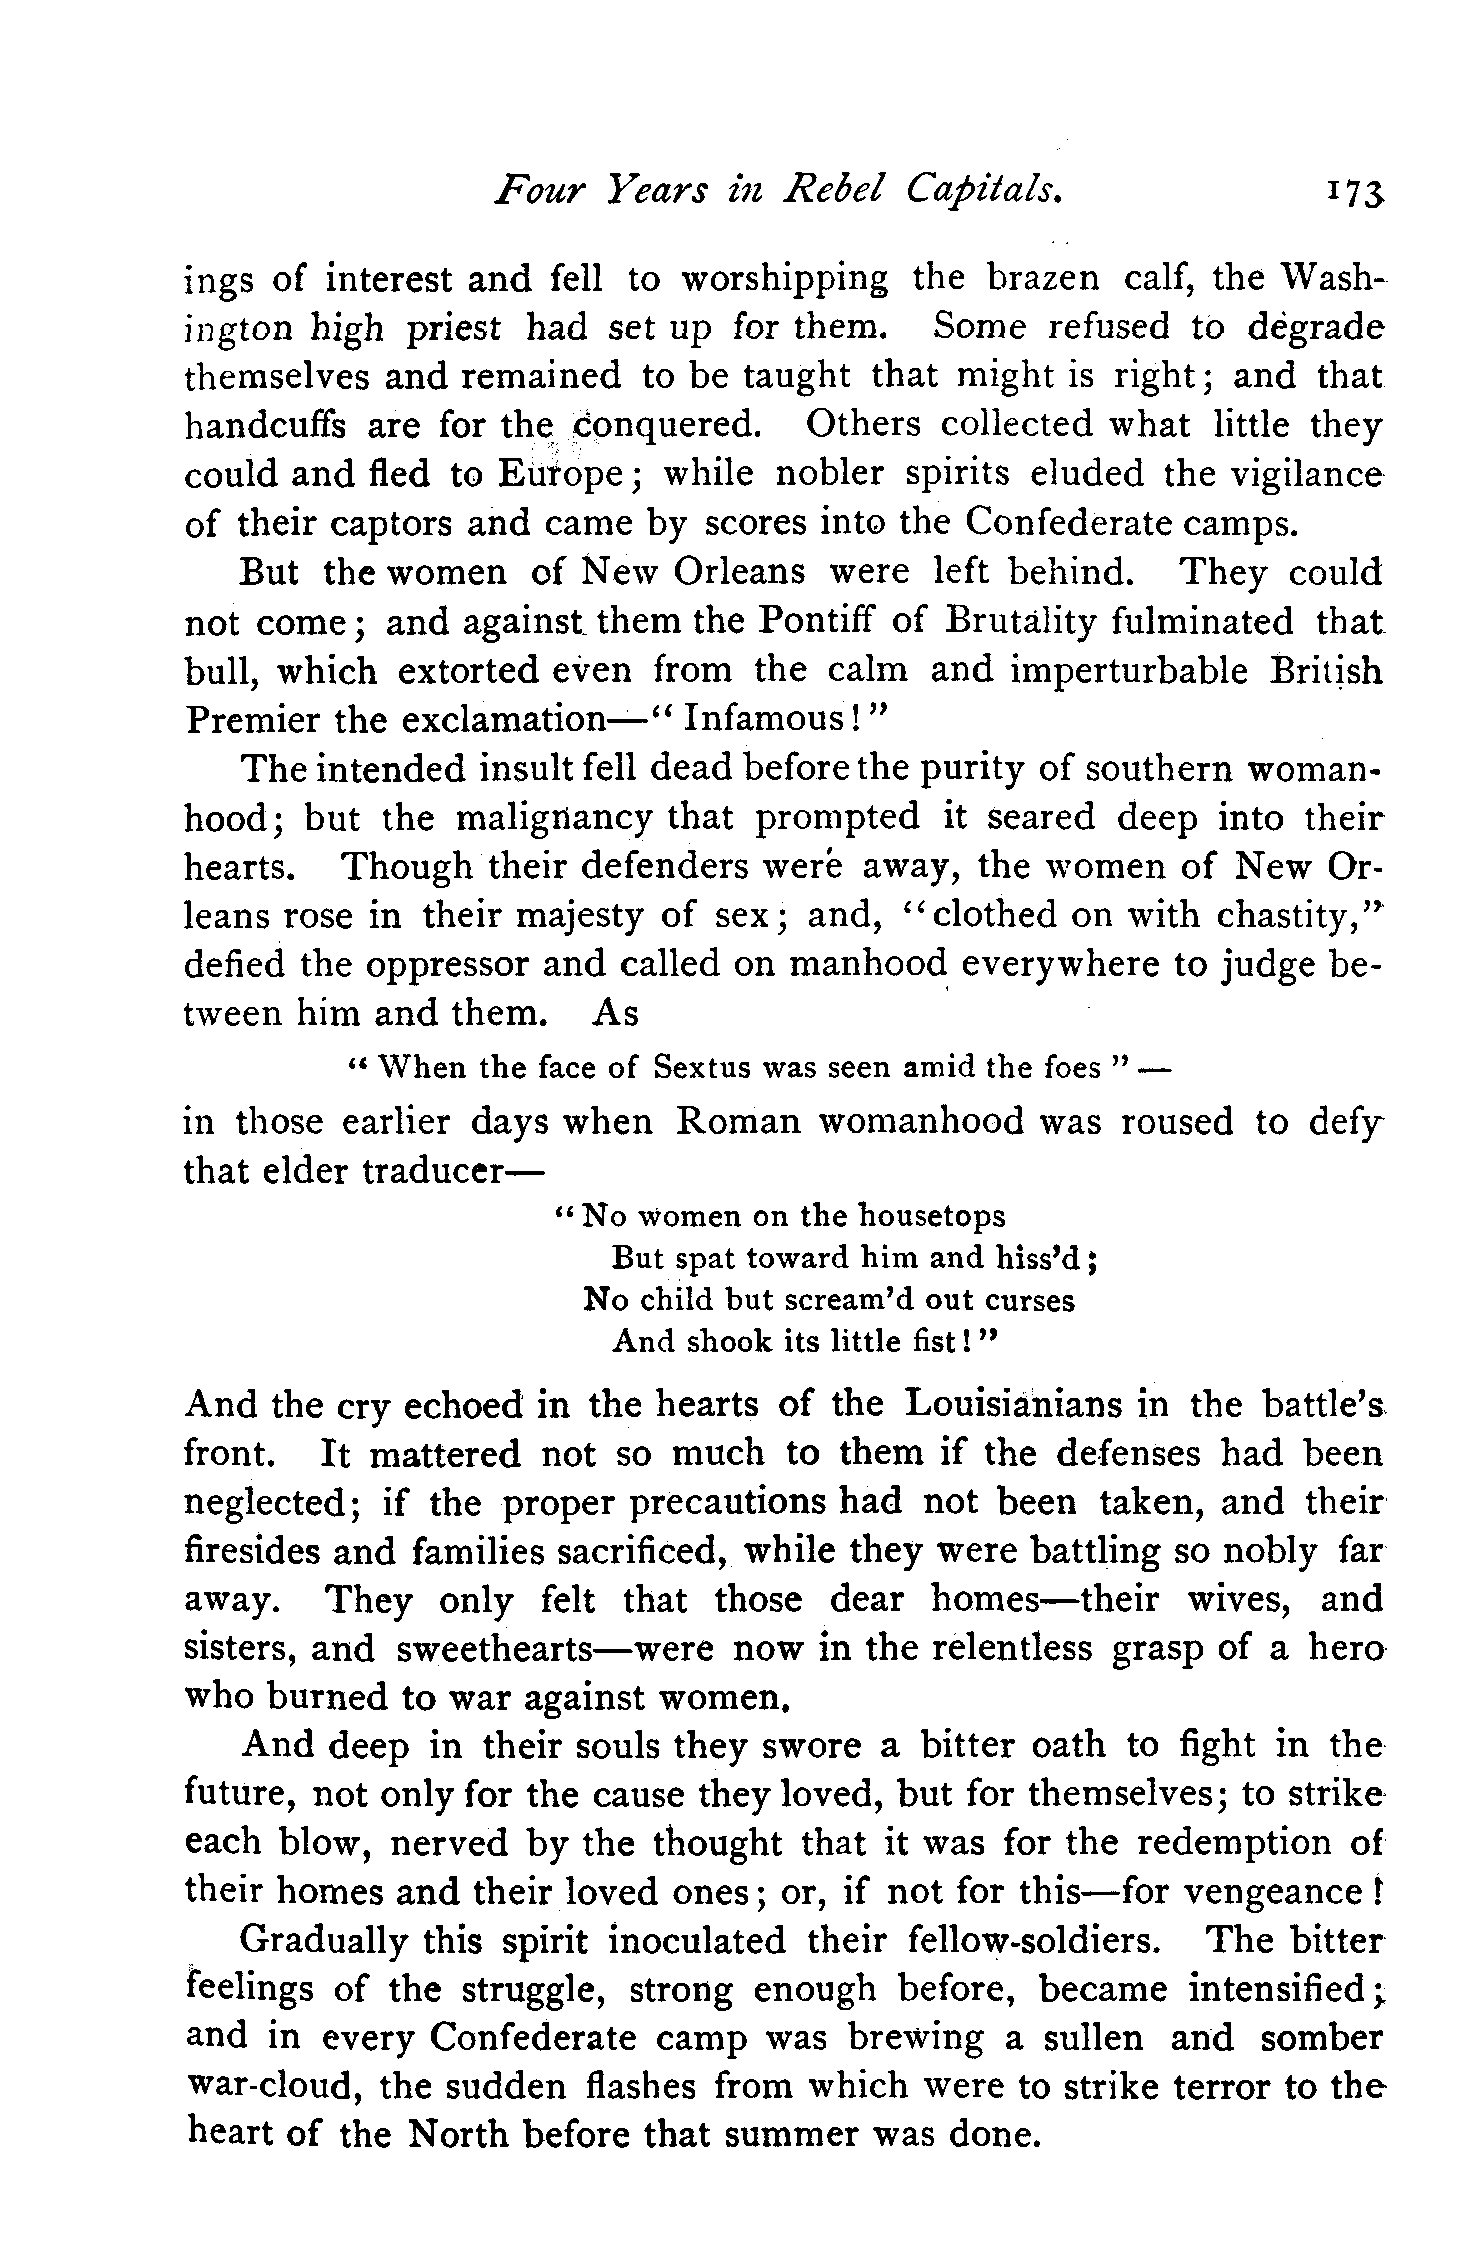 Four Years in Rebel Capitals. 173
ings of interest and fell to worshipping the brazen calf, the Wash-
ington high priest had set up for them. Some refused to degrade
themselves and remained to be taught that might is right; and that
handcuffs are for the conquered. Others collected what little they
could and fled to Europe; while nobler spirits eluded the vigilance
of their captors and came by scores into the Confederate camps.
But the women of New Orleans were left behind. They could
not come; and against them the Pontiff of Brutality fulminated that
bull, which extorted even from the calm and imperturbable British
Premier the exclamation—"Infamous!"
The intended insult fell dead before the purity of southern woman-
hood; but the malignancy that prompted it seared deep into their
hearts. Though their defenders were away, the women of New Or-
leans rose in their majesty of sex; and, "clothed on with chastity,"
defied the oppressor and called on manhood everywhere to judge be-
tween him and them. As
"When the face of Sextus was seen amid the foes"—
in those earlier days when Roman womanhood was roused to defy
that elder traducer—
"No women on the housetops
But spat toward him and hiss'd;
No child but scream'd out curses
And shook its little fist!"
And the cry echoed in the hearts of the Louisianians in the battle's
front. It mattered not so much to them if the defenses had been
neglected; if the proper precautions had not been taken, and their
firesides and families sacrificed, while they were battling so nobly far
away. They only felt that those dear homes—their wives, and
sisters, and sweethearts—were now in the relentless grasp of a hero
who burned to war against women.
And deep in their souls they swore a bitter oath to fight in the
future, not only for the cause they loved, but for themselves; to strike
each blow, nerved by the thought that it was for the redemption of
their homes and their loved ones; or, if not for this—for vengeance!
Gradually this spirit inoculated their fellow-soldiers. The bitter
feelings of the struggle, strong enough before, became intensified;
and in every Confederate camp was brewing a sullen and somber
war-cloud, the sudden flashes from which were to strike terror to the
heart of the North before that summer was done.